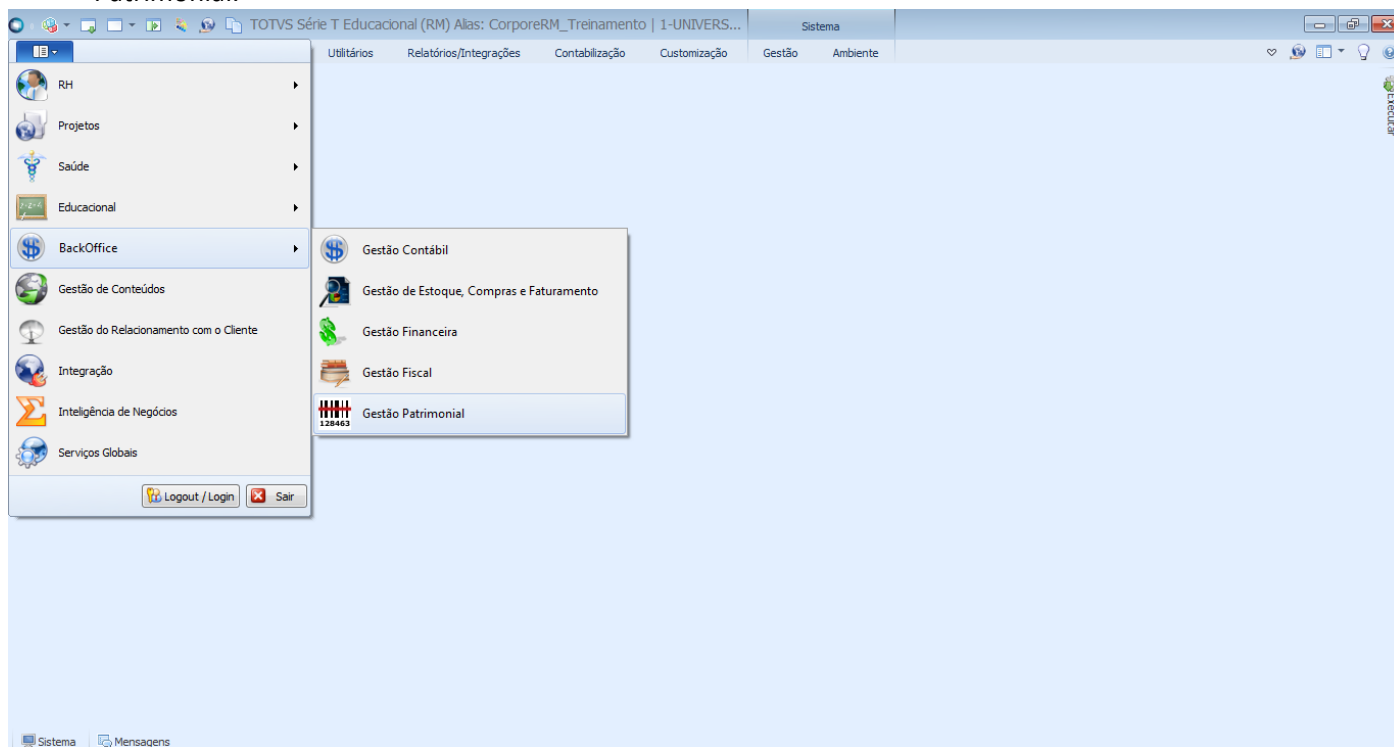 Patrimonial.
TOTVS Série T Educacional (RM) Alias: CorporeRM_Treinamento | 1-UNIVERS... Sistema
Utilitários Relatórios/Integrações Contabilização Customização Gestão Ambiente
Executar
RH
Projetos
Saúde
Educacional
BackOffice
Gestão de Conteúdos
Gestão do Relacionamento com o Cliente
Integração
Inteligência de Negócios
Serviços Globais
Logout / Login Sair
Gestão Contábil
Gestão de Estoque, Compras e Faturamento
Gestão Financeira
Gestão Fiscal
128463 Gestão Patrimonial
Sistema Mensagens